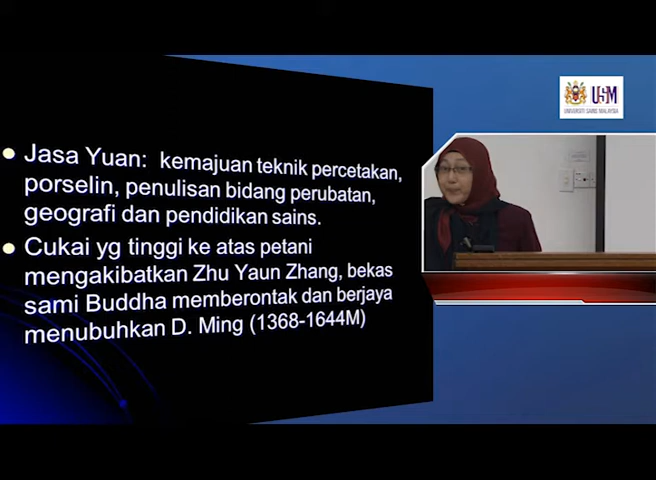 Jasa Yuan: kemajuan teknik percetakan,
porselin, penulisan bidang perubatan,
geografi dan pendidikan sains.
Cukai yg tinggi ke atas petani
mengakibatkan Zhu Yaun Zhang, bekas
sami Buddha memberontak dan berjaya
menubuhkan D. Ming (1368-1644M)
USM
UNIVERSITI SAINS MALAYSIA